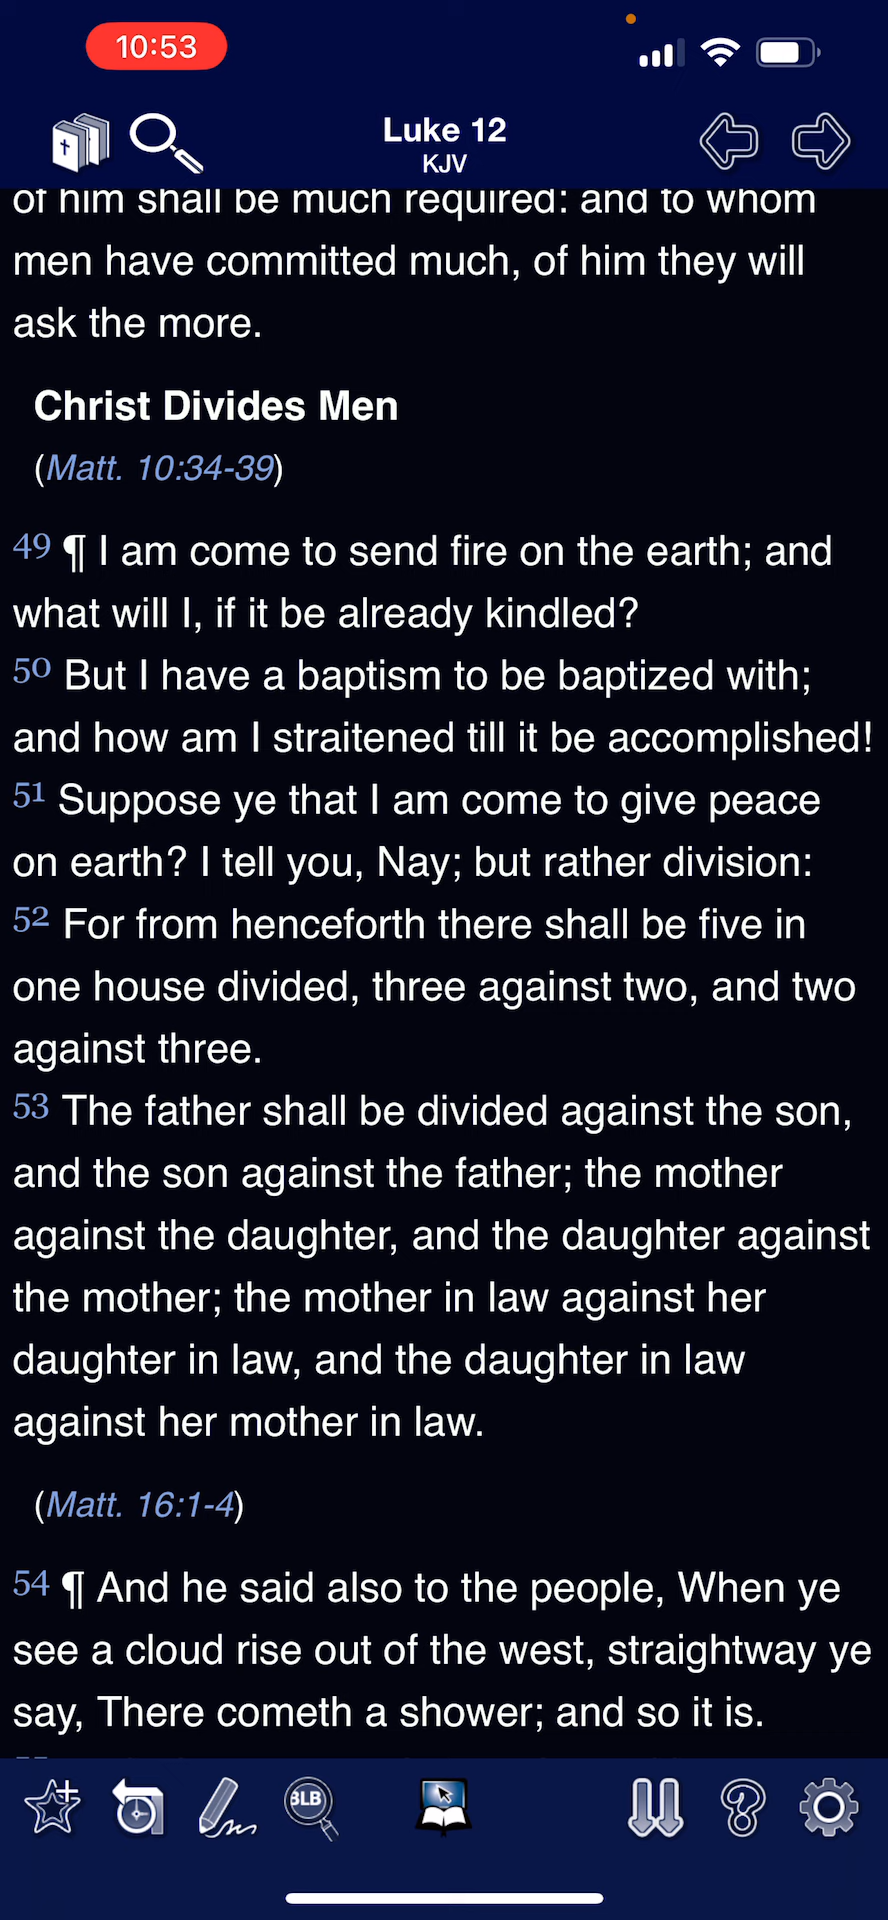 10:53
Luke 12
KJV
of him shall be much required: and to whom
men have committed much, of him they will
ask the more.
Christ Divides Men
(Matt. 10:34-39)
49 ¶ I am come to send fire on the earth; and
what will I, if it be already kindled?
50 But I have a baptism to be baptized with;
and how am I straitened till it be accomplished!
51 Suppose ye that I am come to give peace
on earth? I tell you, Nay; but rather division:
52 For from henceforth there shall be five in
one house divided, three against two, and two
against three.
53 The father shall be divided against the son,
and the son against the father; the mother
against the daughter, and the daughter against
the mother; the mother in law against her
daughter in law, and the daughter in law
against her mother in law.
(Matt. 16:1-4)
54 ¶ And he said also to the people, When ye
see a cloud rise out of the west, straightway ye
say, There cometh a shower; and so it is.
BLB